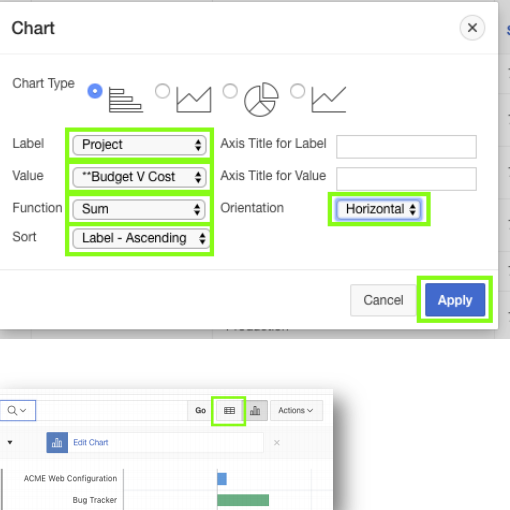 Chart
Chart Type
Label Project Axis Title for Label
Value **Budget V Cost Axis Title for Value
Function Sum Orientation Horizontal
Sort Label - Ascending
Cancel Apply
Go Actions
Edit Chart
ACME Web Configuration
Bug Tracker